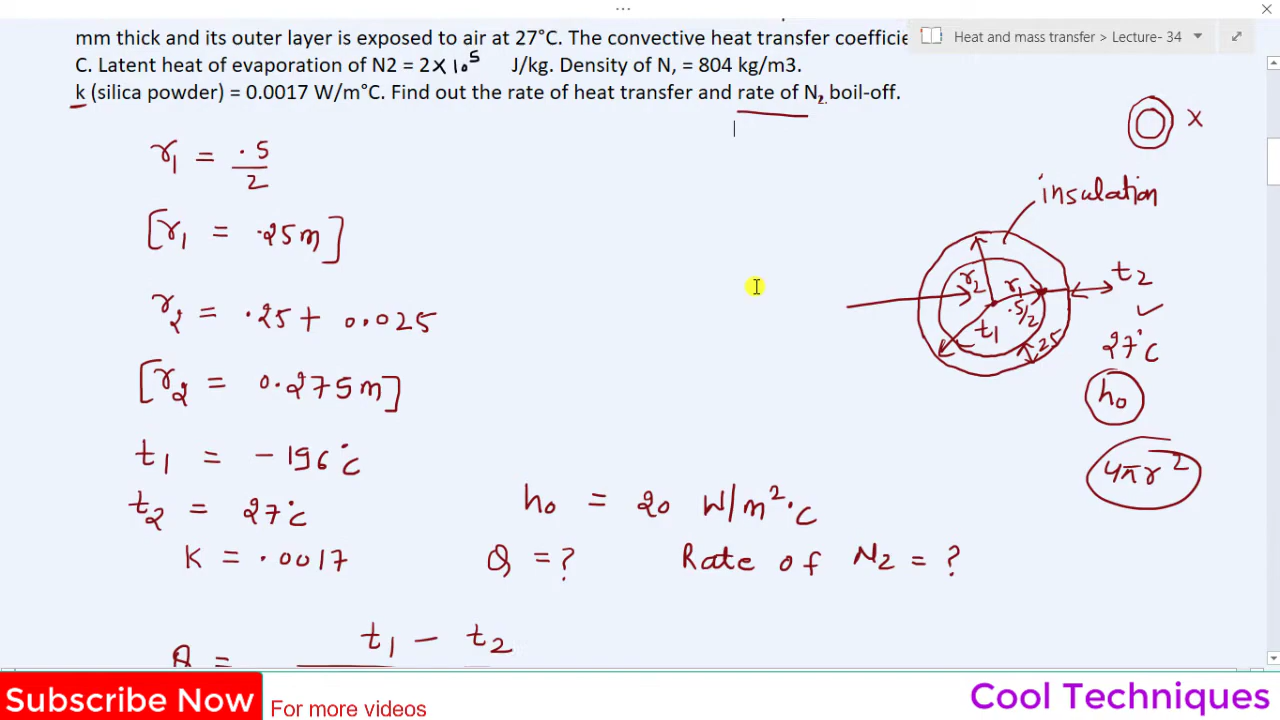 mm thick and its outer layer is exposed to air at 27°C. The convective heat transfer coefficie
C. Latent heat of evaporation of N2 = 2×10⁵ J/kg. Density of N, = 804 kg/m3.
k (silica powder) = 0.0017 W/m°C. Find out the rate of heat transfer and rate of N₂ boil-off.
Heat and mass transfer > Lecture- 34
x
r₁ = .5/2
[r₁ = .25m]
r₂ = .25 + 0.025
[r₂ = 0.275m]
t₁ = -196°c
t₂ = 27°c
K = .0017
h₀ = 20 W/m²·c
Q = ?
Rate of N₂ = ?
insulation
r₂
r₁
.5/2
t₁
25
t₂
27°c
h₀
4πr²
t₁ - t₂
Q =
Subscribe Now
For more videos
Cool Techniques